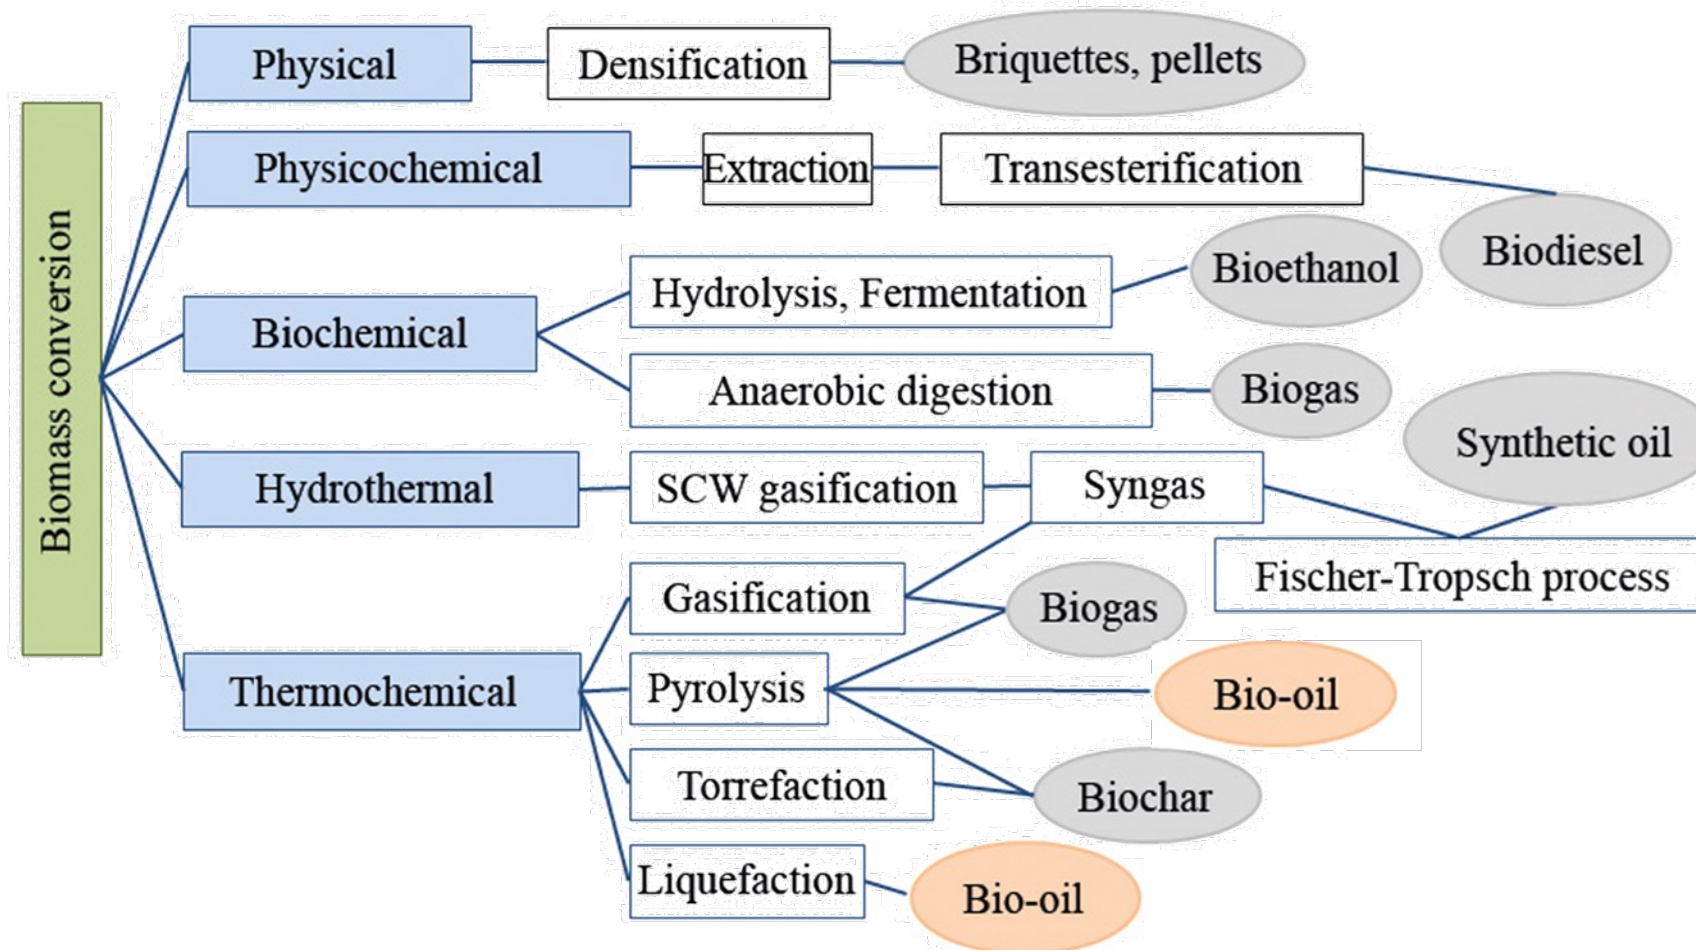 Biomass conversion
Physical
Densification
Briquettes, pellets
Physicochemical
Extraction
Transesterification
Biodiesel
Biochemical
Hydrolysis, Fermentation
Bioethanol
Anaerobic digestion
Biogas
Hydrothermal
SCW gasification
Syngas
Synthetic oil
Fischer-Tropsch process
Thermochemical
Gasification
Biogas
Pyrolysis
Bio-oil
Torrefaction
Biochar
Liquefaction
Bio-oil